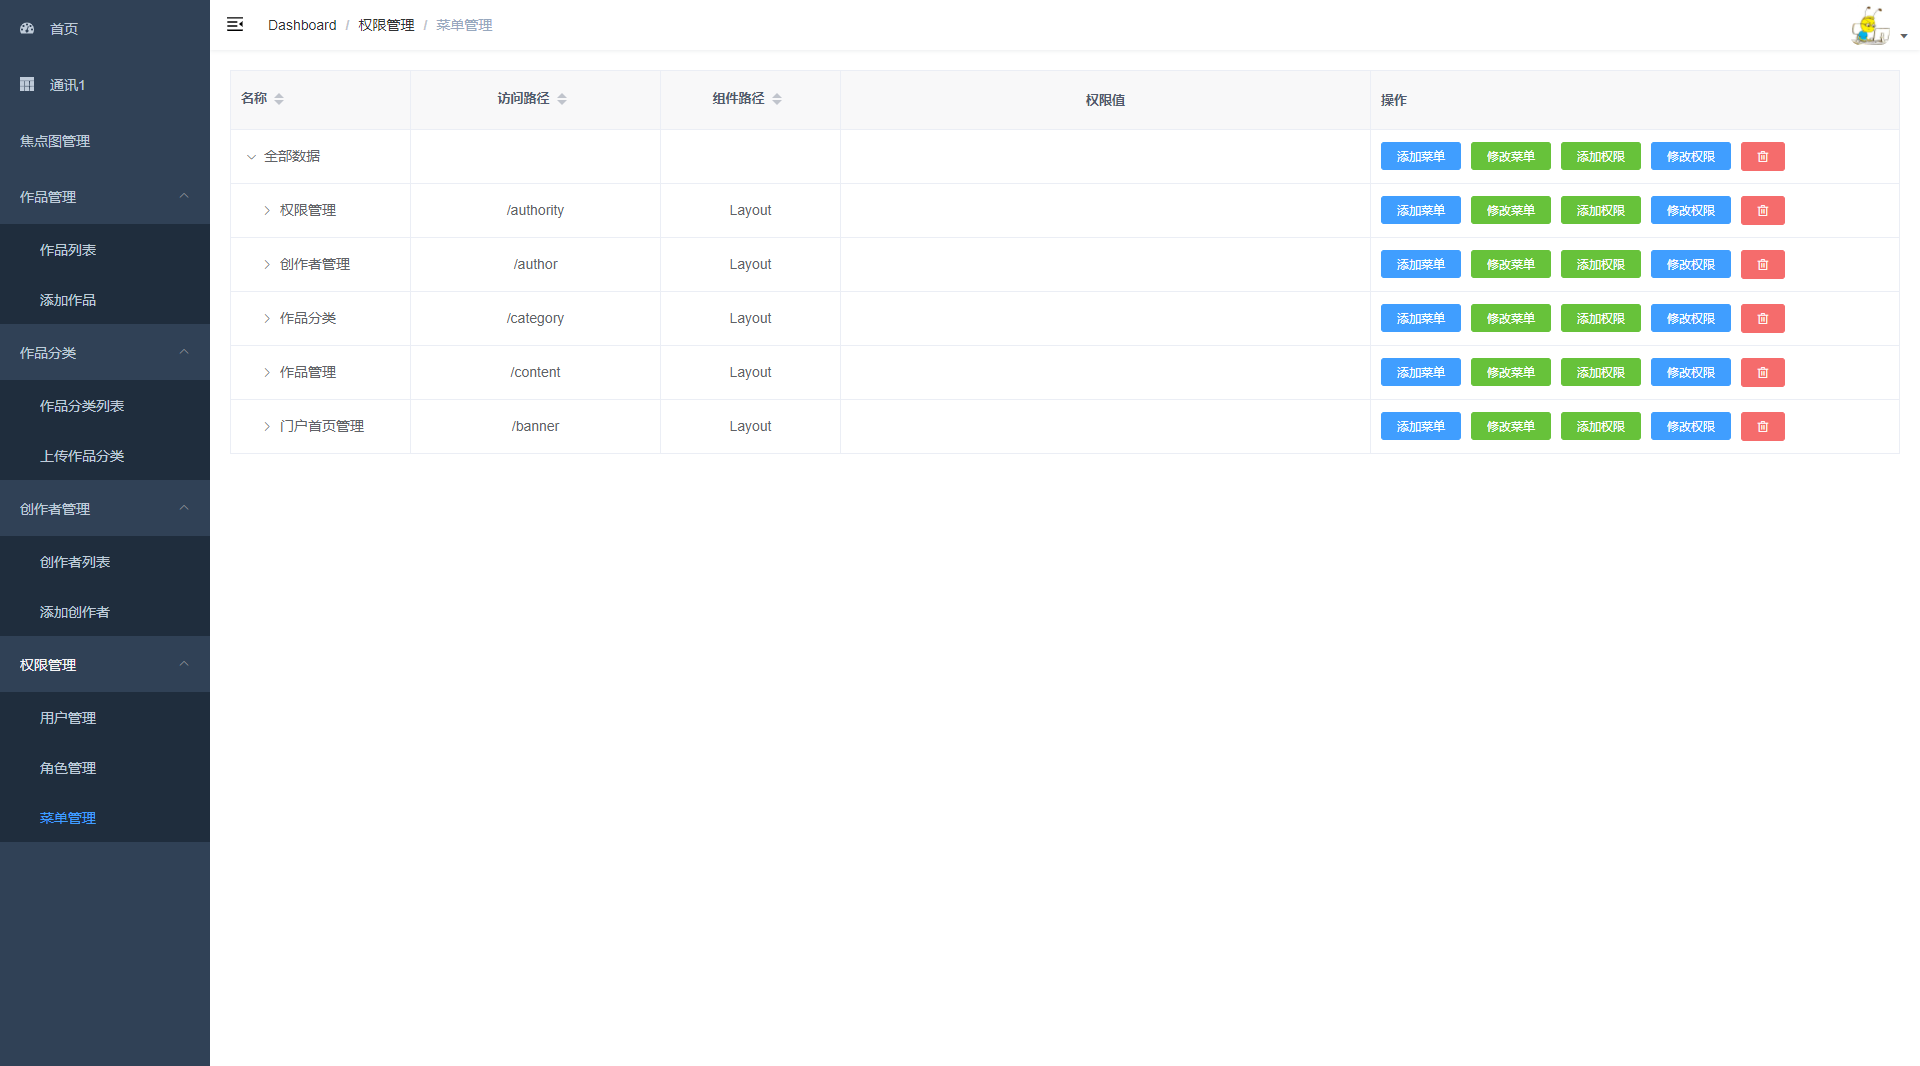 首页
通讯1
焦点图管理
作品管理
作品列表
添加作品
作品分类
作品分类列表
上传作品分类
创作者管理
创作者列表
添加创作者
权限管理
用户管理
角色管理
菜单管理
Dashboard / 权限管理 / 菜单管理
名称 访问路径 组件路径 权限值 操作
全部数据 添加菜单 修改菜单 添加权限 修改权限
权限管理 /authority Layout 添加菜单 修改菜单 添加权限 修改权限
创作者管理 /author Layout 添加菜单 修改菜单 添加权限 修改权限
作品分类 /category Layout 添加菜单 修改菜单 添加权限 修改权限
作品管理 /content Layout 添加菜单 修改菜单 添加权限 修改权限
门户首页管理 /banner Layout 添加菜单 修改菜单 添加权限 修改权限